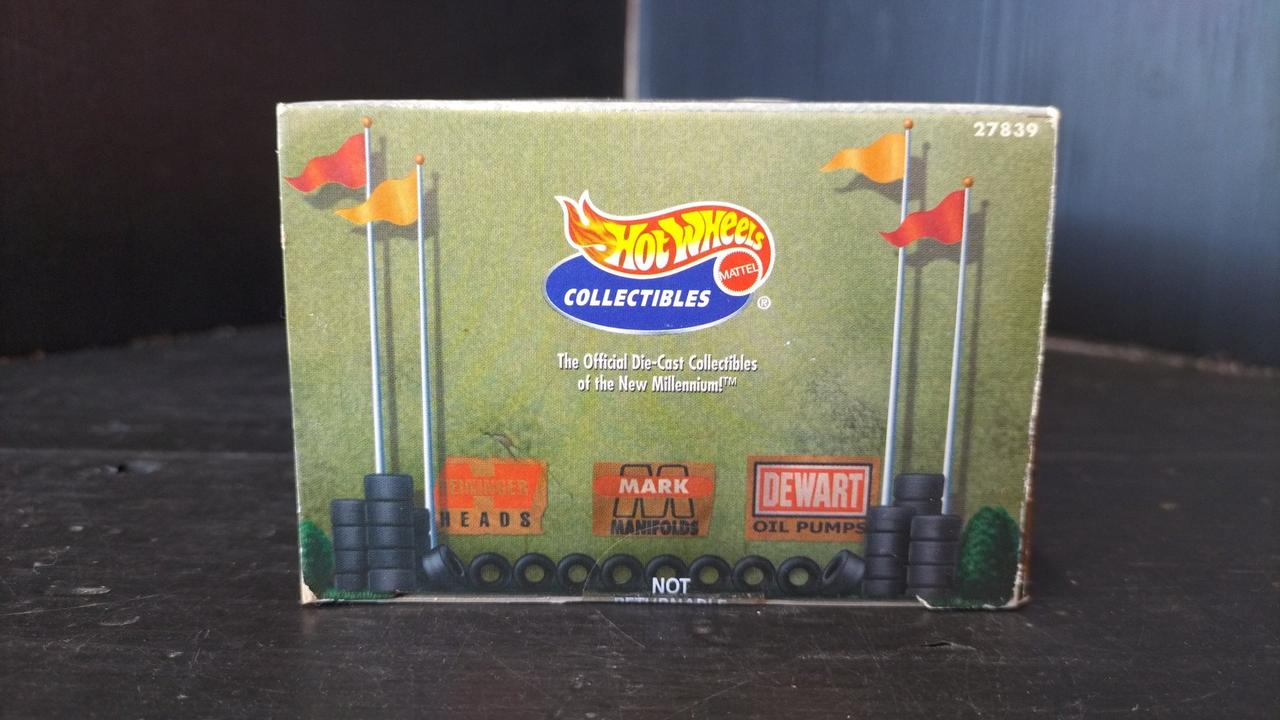 27839
Hot Wheels
MATTEL
COLLECTIBLES
®
The Official Die-Cast Collectibles
of the New Millennium!™
HEADS
MARK
MANIFOLDS
DEWART
OIL PUMPS
NOT
RETURNABLE